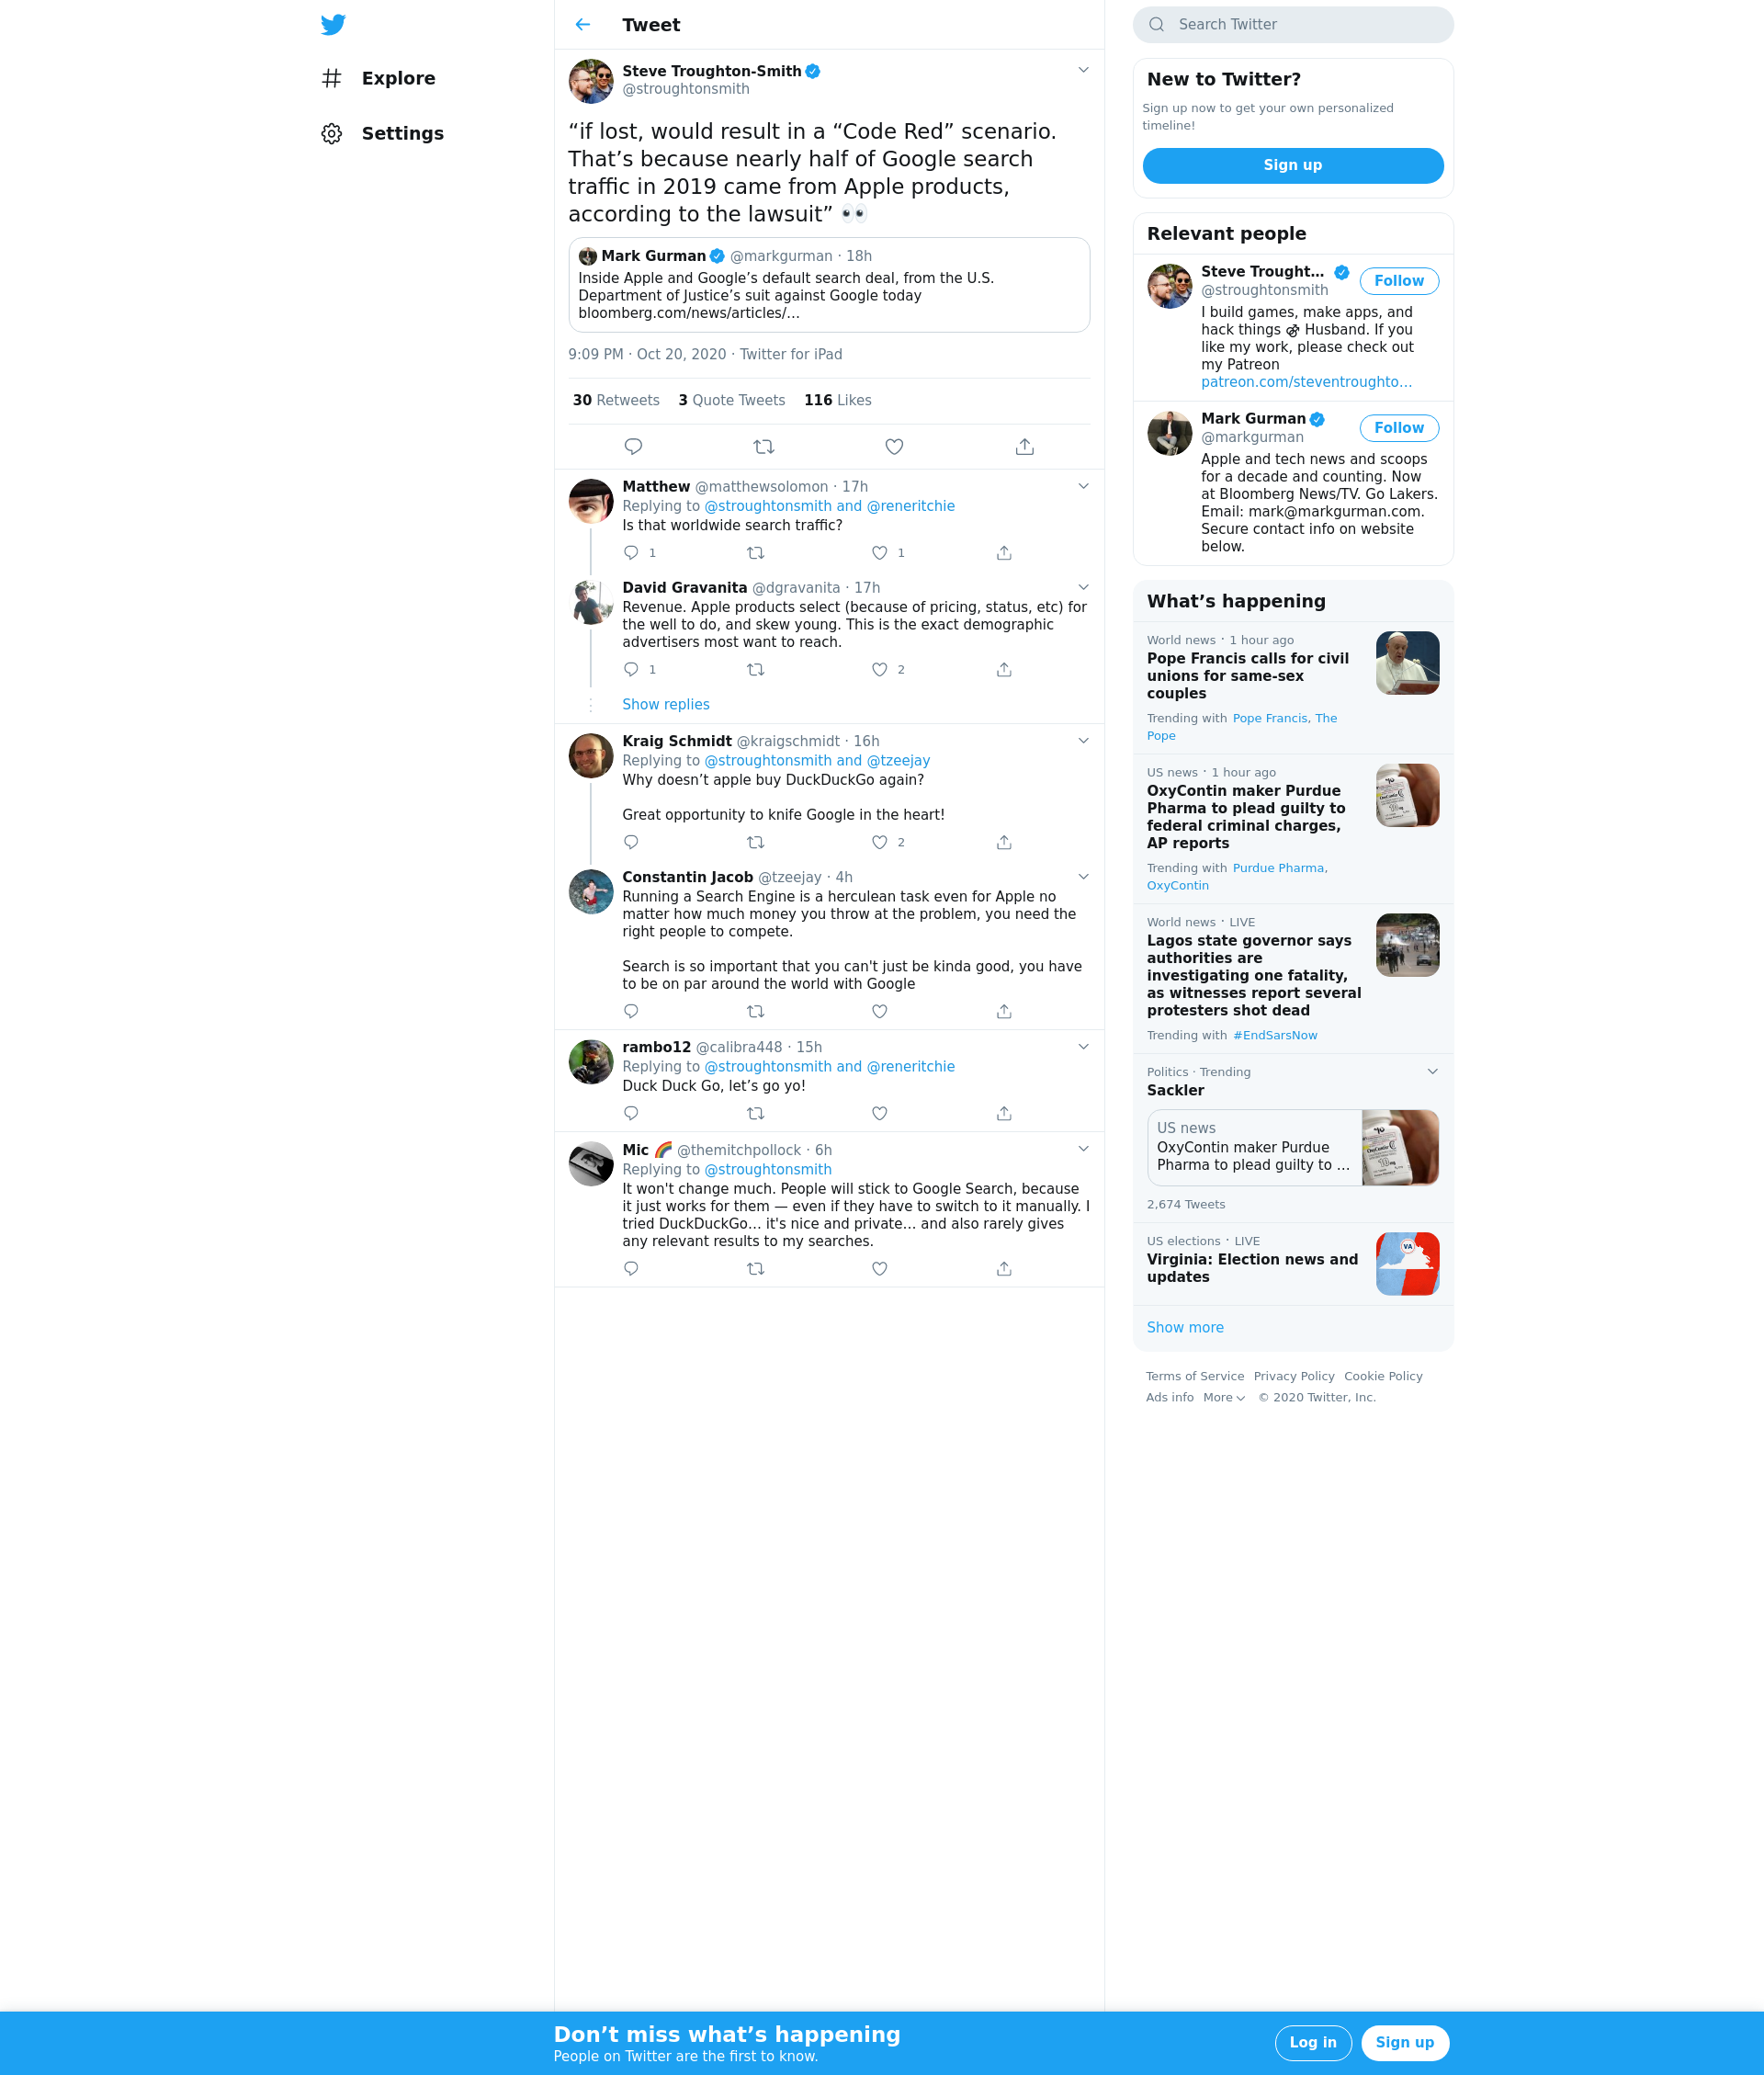 Explore
Settings
Tweet
Steve Troughton-Smith
@stroughtonsmith
“if lost, would result in a “Code Red” scenario.
That’s because nearly half of Google search
traffic in 2019 came from Apple products,
according to the lawsuit” 👀
Mark Gurman @markgurman · 18h
Inside Apple and Google’s default search deal, from the U.S.
Department of Justice’s suit against Google today
bloomberg.com/news/articles/…
9:09 PM · Oct 20, 2020 · Twitter for iPad
30 Retweets 3 Quote Tweets 116 Likes
Matthew @matthewsolomon · 17h
Replying to @stroughtonsmith and @reneritchie
Is that worldwide search traffic?
1 1
David Gravanita @dgravanita · 17h
Revenue. Apple products select (because of pricing, status, etc) for
the well to do, and skew young. This is the exact demographic
advertisers most want to reach.
1 2
Show replies
Kraig Schmidt @kraigschmidt · 16h
Replying to @stroughtonsmith and @tzeejay
Why doesn’t apple buy DuckDuckGo again?
Great opportunity to knife Google in the heart!
2
Constantin Jacob @tzeejay · 4h
Running a Search Engine is a herculean task even for Apple no
matter how much money you throw at the problem, you need the
right people to compete.
Search is so important that you can't just be kinda good, you have
to be on par around the world with Google
rambo12 @calibra448 · 15h
Replying to @stroughtonsmith and @reneritchie
Duck Duck Go, let’s go yo!
Mic 🌈 @themitchpollock · 6h
Replying to @stroughtonsmith
It won't change much. People will stick to Google Search, because
it just works for them — even if they have to switch to it manually. I
tried DuckDuckGo… it's nice and private… and also rarely gives
any relevant results to my searches.
Search Twitter
New to Twitter?
Sign up now to get your own personalized
timeline!
Sign up
Relevant people
Steve Trought…
@stroughtonsmith
Follow
I build games, make apps, and
hack things ⚣ Husband. If you
like my work, please check out
my Patreon
patreon.com/steventroughto…
Mark Gurman
@markgurman
Follow
Apple and tech news and scoops
for a decade and counting. Now
at Bloomberg News/TV. Go Lakers.
Email: mark@markgurman.com.
Secure contact info on website
below.
What’s happening
World news · 1 hour ago
Pope Francis calls for civil
unions for same-sex
couples
Trending with Pope Francis, The
Pope
US news · 1 hour ago
OxyContin maker Purdue
Pharma to plead guilty to
federal criminal charges,
AP reports
Trending with Purdue Pharma,
OxyContin
World news · LIVE
Lagos state governor says
authorities are
investigating one fatality,
as witnesses report several
protesters shot dead
Trending with #EndSarsNow
Politics · Trending
Sackler
US news
OxyContin maker Purdue
Pharma to plead guilty to …
2,674 Tweets
US elections · LIVE
Virginia: Election news and
updates
VA
Show more
Terms of Service Privacy Policy Cookie Policy
Ads info More © 2020 Twitter, Inc.
Don’t miss what’s happening
People on Twitter are the first to know.
Log in
Sign up